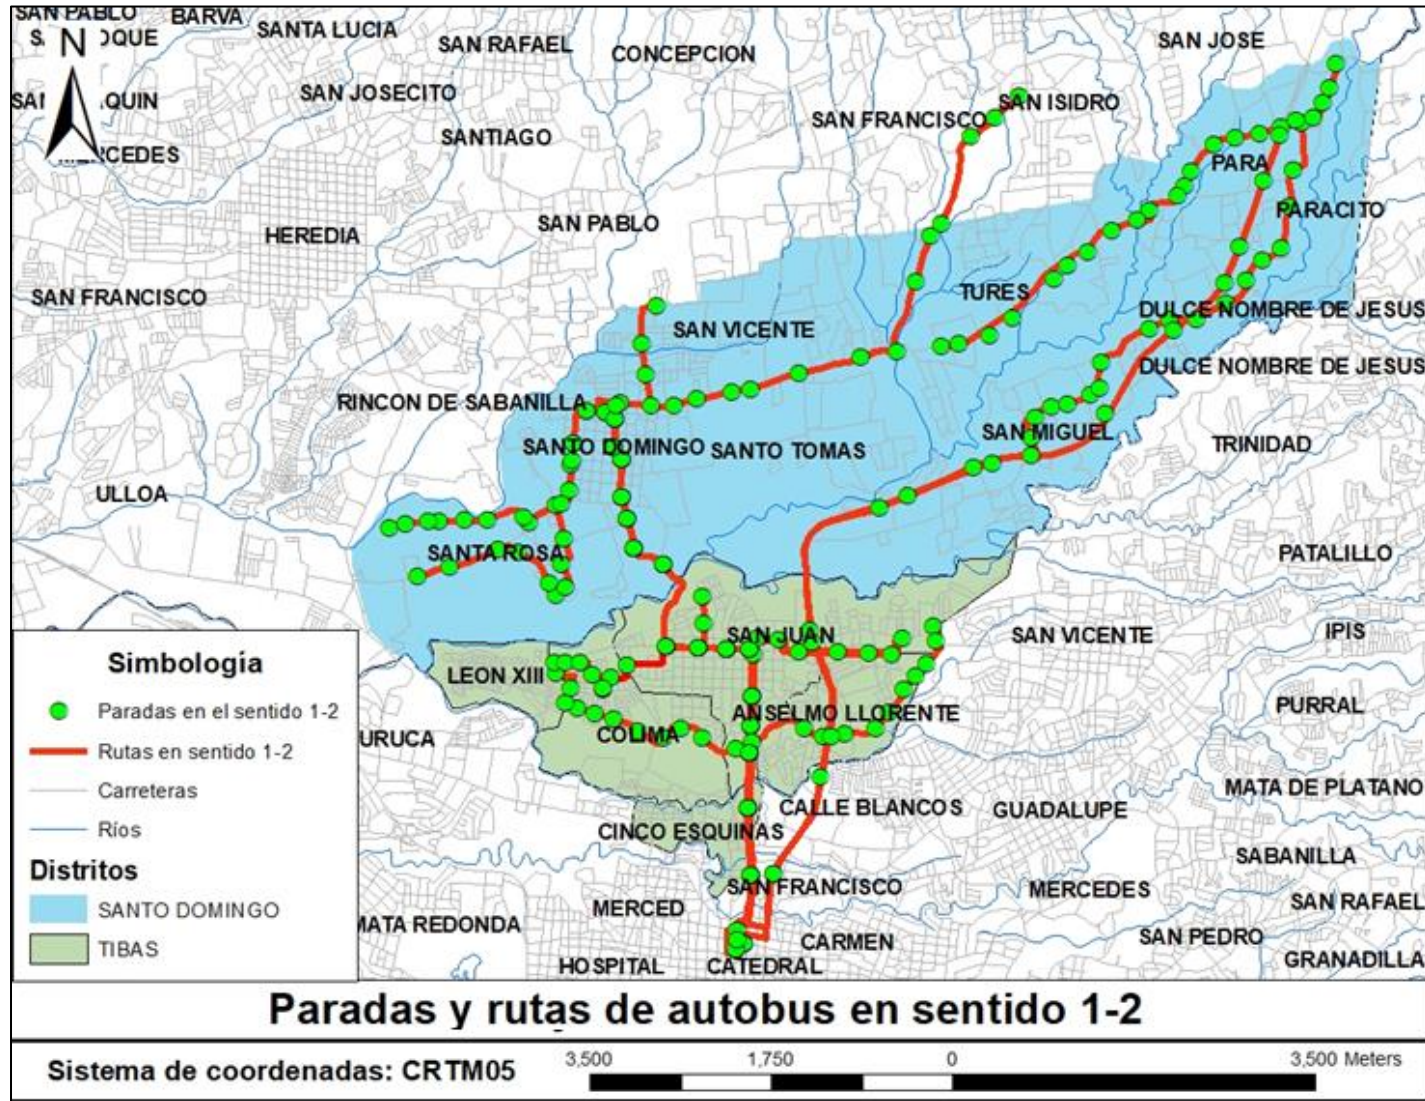 SAN PABLO
BARVA
SANTA LUCIA
SAN RAFAEL
CONCEPCION
SAN JOSE
N
SAN JOSECITO
SANTIAGO
SAN FRANCISCO
SAN ISIDRO
PARA
PARACITO
HEREDIA
SAN PABLO
SAN FRANCISCO
TURES
DULCE NOMBRE DE JESUS
SAN VICENTE
DULCE NOMBRE DE JESUS
RINCON DE SABANILLA
SANTO DOMINGO
SANTO TOMAS
SAN MIGUEL
TRINIDAD
ULLOA
SANTA ROSA
PATALILLO
SAN JUAN
SAN VICENTE
IPIS
LEON XIII
PURRAL
ANSELMO LLORENTE
COLIMA
URUCA
MATA DE PLATANO
CALLE BLANCOS
GUADALUPE
CINCO ESQUINAS
SABANILLA
SAN FRANCISCO
MERCEDES
SAN RAFAEL
MERCED
MATA REDONDA
CARMEN
SAN PEDRO
HOSPITAL
CATEDRAL
GRANADILLA
Simbología
Paradas en el sentido 1-2
Rutas en sentido 1-2
Carreteras
Ríos
Distritos
SANTO DOMINGO
TIBAS
Paradas y rutas de autobus en sentido 1-2
Sistema de coordenadas: CRTM05
3,500 1,750 0 3,500 Meters